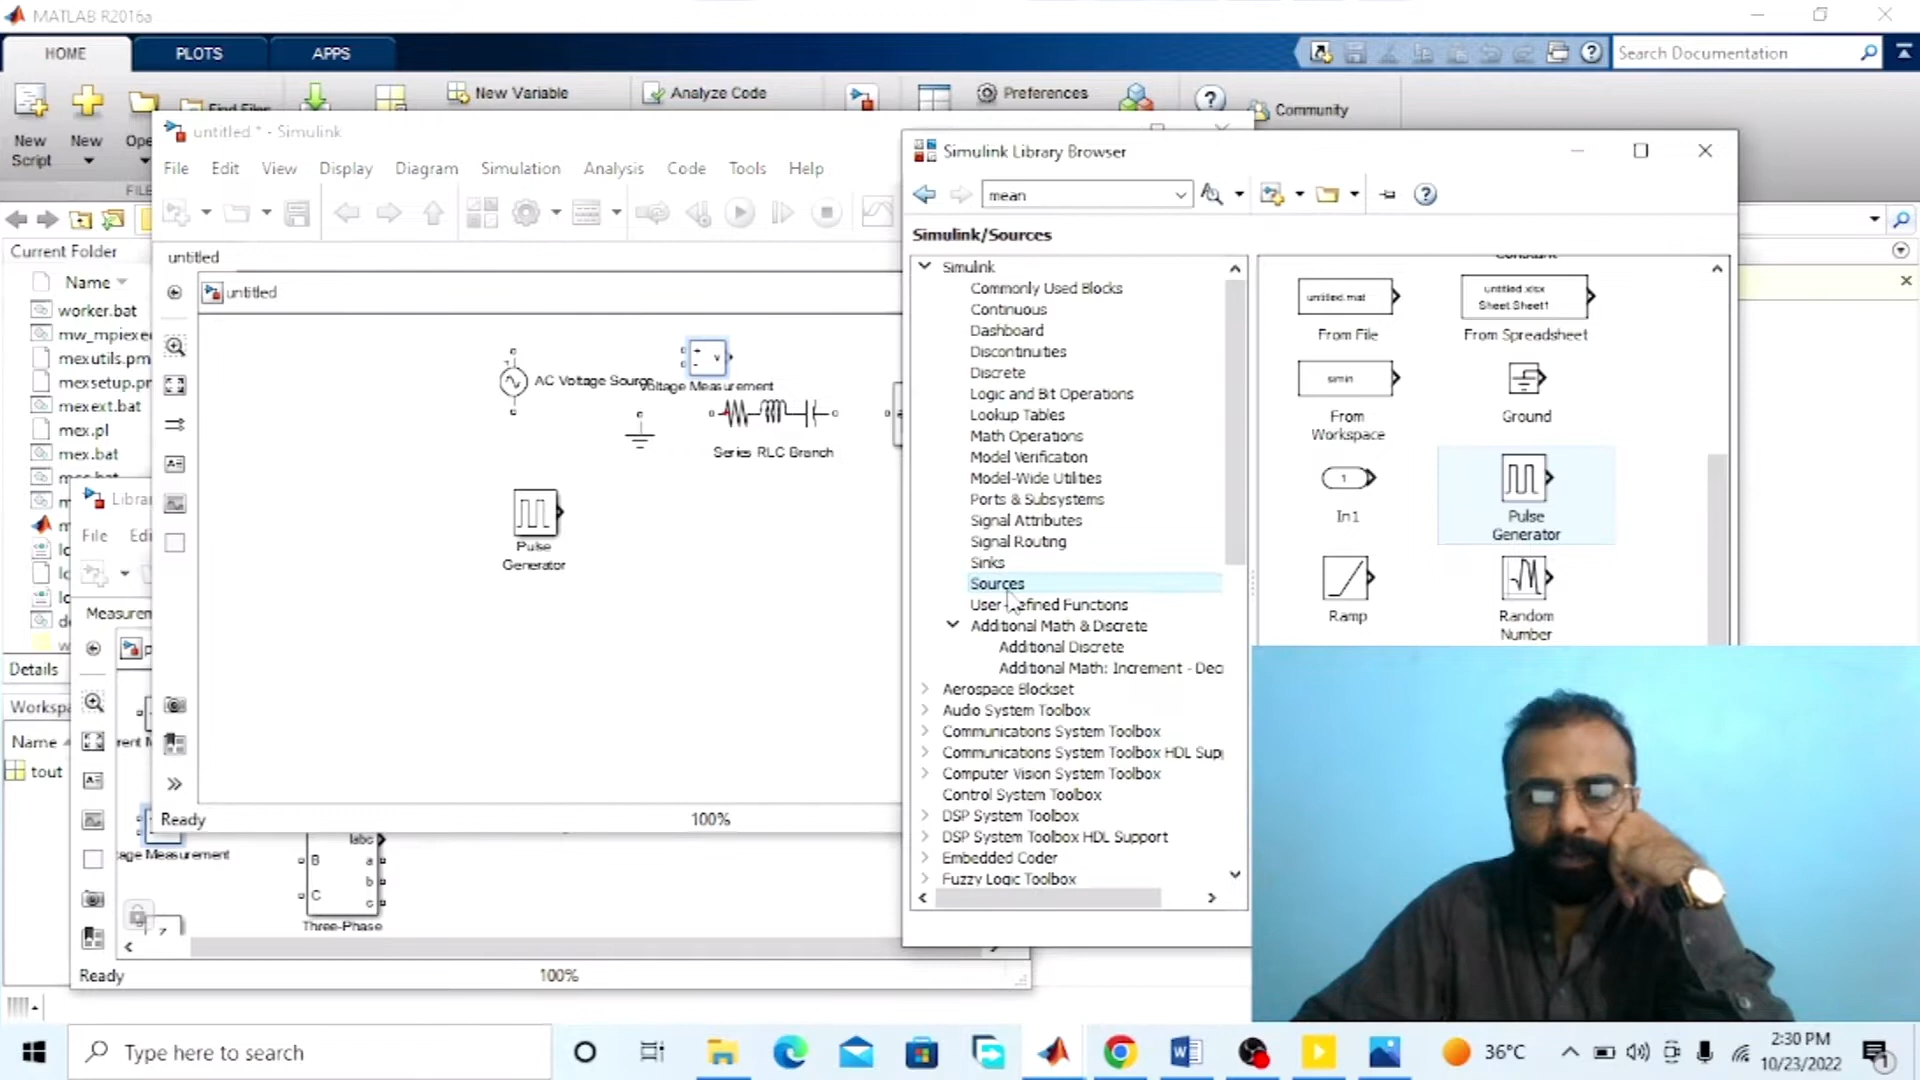 MATLAB R2016a
HOME
PLOTS
APPS
Search Documentation
New Script
New
Find Files
New Variable
Analyze Code
Preferences
Community
untitled * - Simulink
File Edit View Display Diagram Simulation Analysis Code Tools Help
untitled
untitled
AC Voltage Source
Voltage Measurement
Series RLC Branch
Pulse
Generator
Ready
100%
Simulink Library Browser
mean
Simulink/Sources
Simulink
Commonly Used Blocks
Continuous
Dashboard
Discontinuities
Discrete
Logic and Bit Operations
Lookup Tables
Math Operations
Model Verification
Model-Wide Utilities
Ports & Subsystems
Signal Attributes
Signal Routing
Sinks
Sources
Additional Math & Discrete
Additional Discrete
Additional Math: Increment - Dec
Aerospace Blockset
Audio System Toolbox
Communications System Toolbox
Communications System Toolbox HDL Supp
Computer Vision System Toolbox
Control System Toolbox
DSP System Toolbox
DSP System Toolbox HDL Support
Embedded Coder
Fuzzy Logic Toolbox
Constant
untitled.mat
From File
untitled.xlsx
Sheet:Sheet1
From Spreadsheet
simin
From
Workspace
Ground
1
In1
Pulse
Generator
Ramp
Random
Number
Current Folder
Name
worker.bat
mw_mpiexe
mexutils.pm
mexsetup.pm
mexext.bat
mex.pl
mex.bat
Details
Name
tout
File
Three-Phase
B
C
a
b
c
Ready
100%
Type here to search
36°C
2:30 PM
10/23/2022